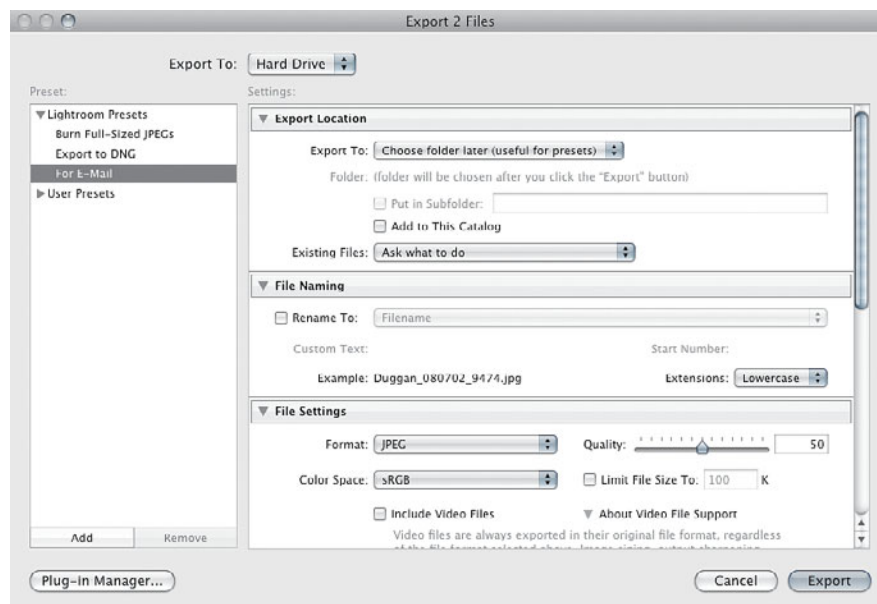 Export 2 Files
Export To: Hard Drive
Preset:
Settings:
Lightroom Presets
Burn Full-Sized JPEGs
Export to DNG
For E-Mail
User Presets
Add
Remove
Export Location
Export To: Choose folder later (useful for presets)
Folder: (folder will be chosen after you click the "Export" button)
Put in Subfolder:
Add to This Catalog
Existing Files: Ask what to do
File Naming
Rename To: Filename
Custom Text:
Start Number:
Example: Duggan_080702_9474.jpg
Extensions: Lowercase
File Settings
Format: JPEG
Quality: 50
Color Space: sRGB
Limit File Size To: 100 K
Include Video Files
About Video File Support
Video files are always exported in their original file format, regardless
Plug-in Manager...
Cancel
Export